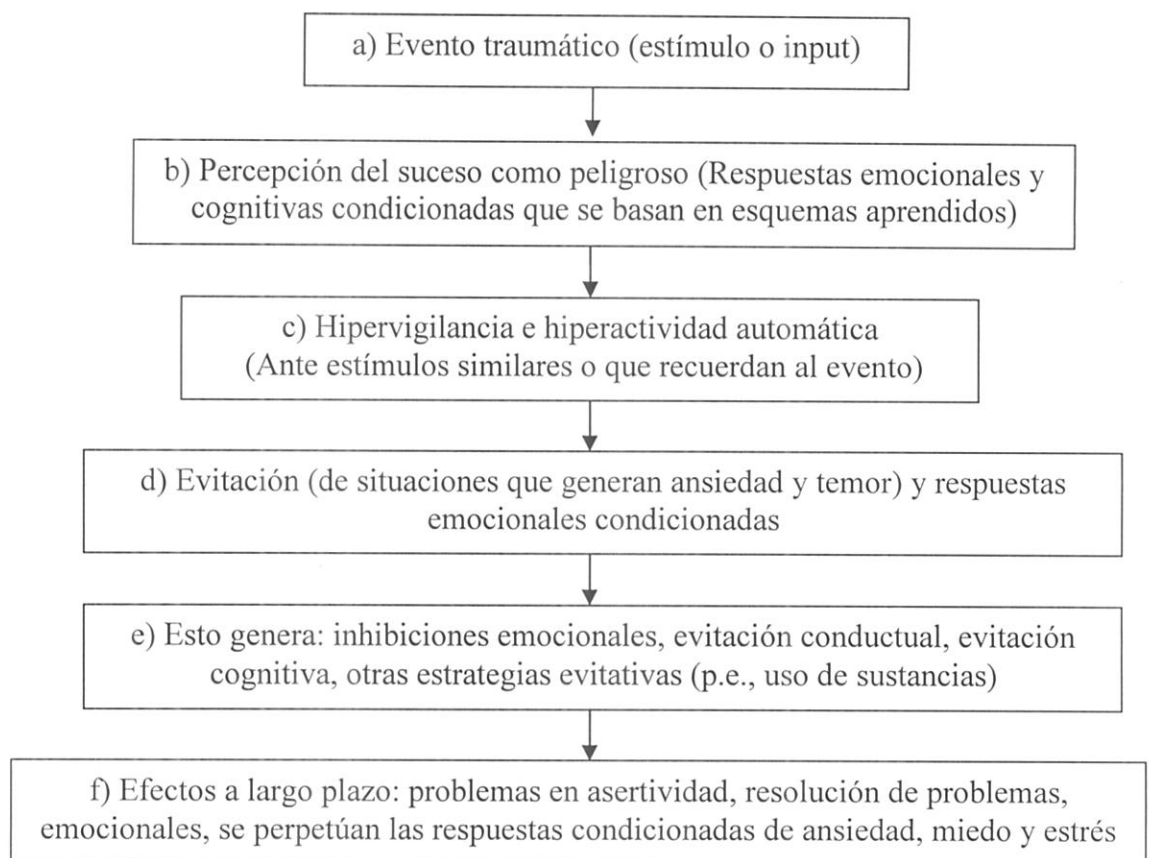 a) Evento traumático (estímulo o input)
b) Percepción del suceso como peligroso (Respuestas emocionales y
cognitivas condicionadas que se basan en esquemas aprendidos)
c) Hipervigilancia e hiperactividad automática
(Ante estímulos similares o que recuerdan al evento)
d) Evitación (de situaciones que generan ansiedad y temor) y respuestas
emocionales condicionadas
e) Esto genera: inhibiciones emocionales, evitación conductual, evitación
cognitiva, otras estrategias evitativas (p.e., uso de sustancias)
f) Efectos a largo plazo: problemas en asertividad, resolución de problemas,
emocionales, se perpetúan las respuestas condicionadas de ansiedad, miedo y estrés